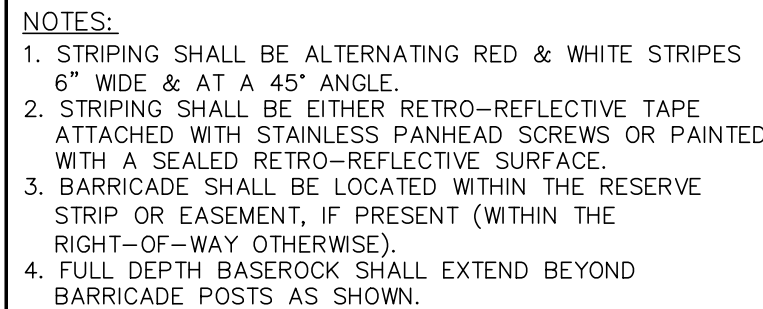 NOTES:
1. STRIPING SHALL BE ALTERNATING RED & WHITE STRIPES
6" WIDE & AT A 45° ANGLE.
2. STRIPING SHALL BE EITHER RETRO-REFLECTIVE TAPE
ATTACHED WITH STAINLESS PANHEAD SCREWS OR PAINTED
WITH A SEALED RETRO-REFLECTIVE SURFACE.
3. BARRICADE SHALL BE LOCATED WITHIN THE RESERVE
STRIP OR EASEMENT, IF PRESENT (WITHIN THE
RIGHT-OF-WAY OTHERWISE).
4. FULL DEPTH BASEROCK SHALL EXTEND BEYOND
BARRICADE POSTS AS SHOWN.